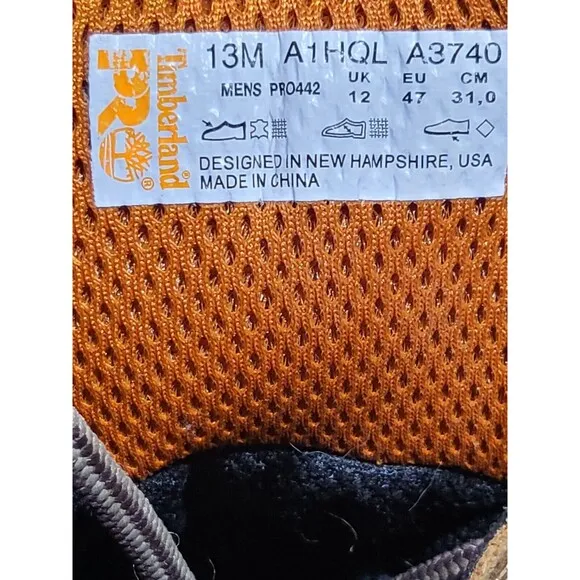 Timberland
PRO
®
13M A1HQL A3740
MENS PRO442
UK EU CM
12 47 31,0
DESIGNED IN NEW HAMPSHIRE, USA
MADE IN CHINA